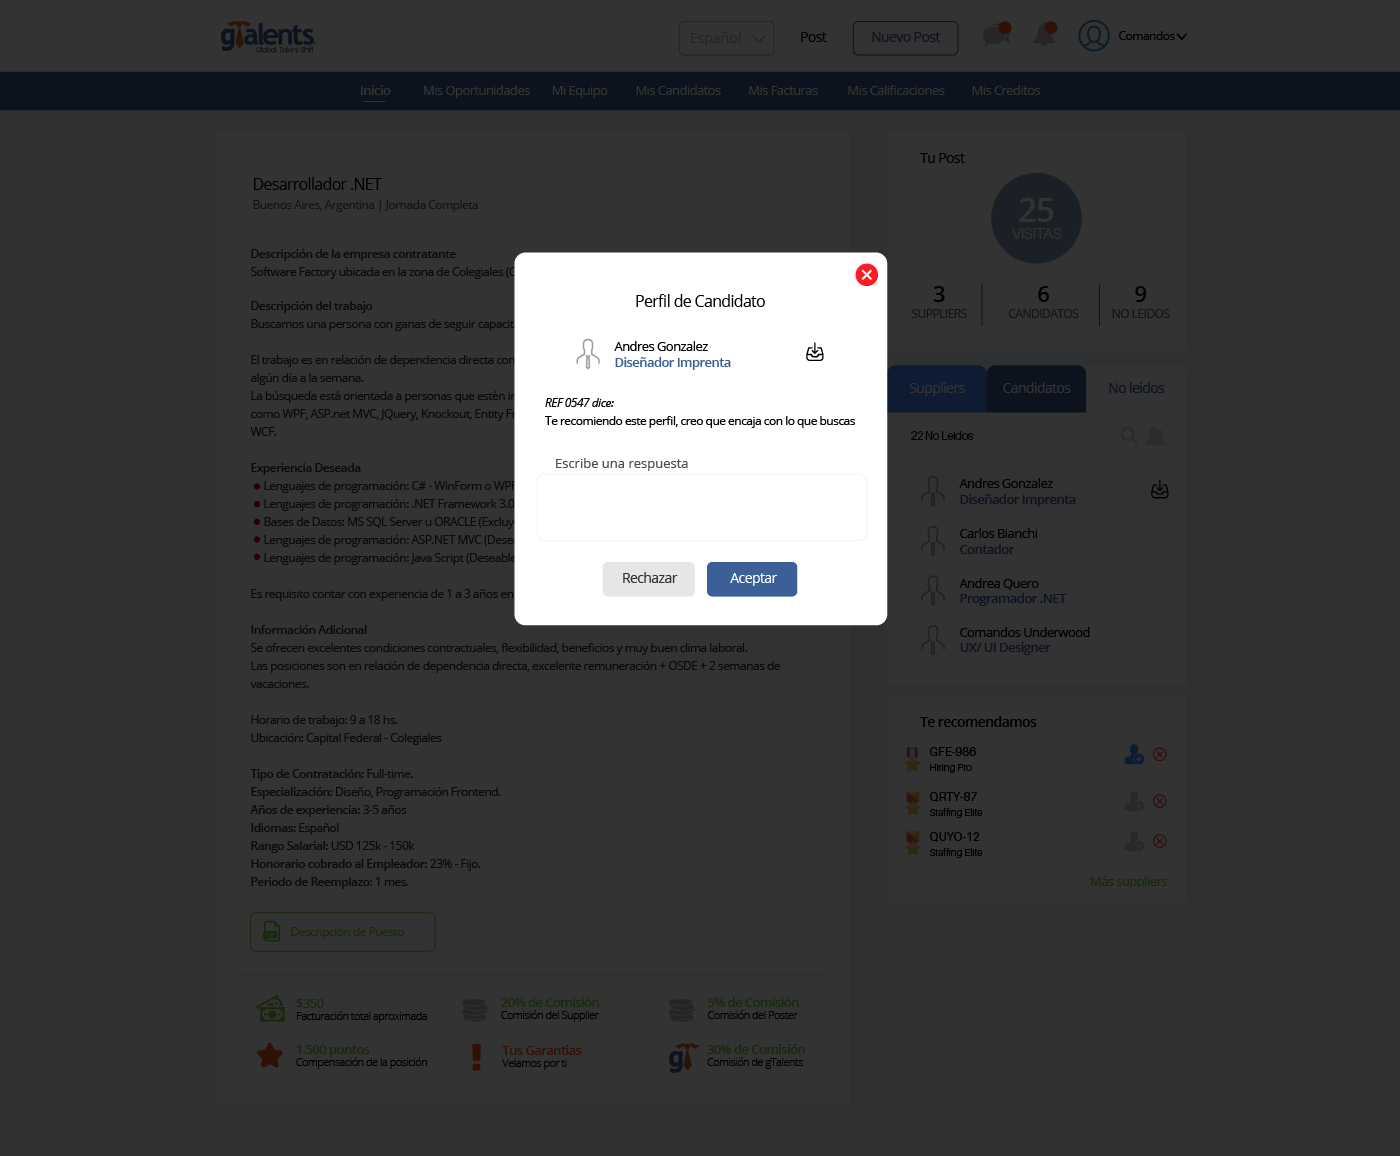 gTalents
Global Talent Shift
Español
Post
Nuevo Post
Comandos
Inicio
Mis Oportunidades
Mi Equipo
Mis Candidatos
Mis Facturas
Mis Calificaciones
Mis Creditos
Desarrollador .NET
Buenos Aires, Argentina | Jornada Completa
Descripción de la empresa contratante
Software Factory ubicada en la zona de Colegiales (C
Descripción del trabajo
Buscamos una persona con ganas de seguir capacit
El trabajo es en relación de dependencia directa con
algún día a la semana.
La búsqueda está orientada a personas que estén in
como WPF, ASP.net MVC, JQuery, Knockout, Entity Fr
WCF.
Experiencia Deseada
Lenguajes de programación: C# - WinForm o WPF
Lenguajes de programación: .NET Framework 3.0
Bases de Datos: MS SQL Server u ORACLE (Excluy
Lenguajes de programación: ASP.NET MVC (Desea
Lenguajes de programación: Java Script (Deseable
Es requisito contar con experiencia de 1 a 3 años en
Información Adicional
Se ofrecen excelentes condiciones contractuales, flexibilidad, beneficios y muy buen clima laboral.
Las posiciones son en relación de dependencia directa, excelente remuneración + OSDE + 2 semanas de
vacaciones.
Horario de trabajo: 9 a 18 hs.
Ubicación: Capital Federal - Colegiales
Tipo de Contratación: Full-time.
Especialización: Diseño, Programación Frontend.
Años de experiencia: 3-5 años
Idiomas: Español
Rango Salarial: USD 125k - 150k
Honorario cobrado al Empleador: 23% - Fijo.
Periodo de Reemplazo: 1 mes.
Descripción de Puesto
$350
Facturación total aproximada
20% de Comisión
Comisión del Supplier
5% de Comisión
Comisión del Poster
1.500 puntos
Compensación de la posición
Tus Garantias
Velamos por ti
gT
30% de Comisión
Comisión de gTalents
Perfil de Candidato
Andres Gonzalez
Diseñador Imprenta
REF 0547 dice:
Te recomiendo este perfil, creo que encaja con lo que buscas
Escribe una respuesta
Rechazar
Aceptar
Tu Post
25
VISITAS
3
SUPPLIERS
6
CANDIDATOS
9
NO LEIDOS
Suppliers
Candidatos
No leidos
22 No Leidos
Andres Gonzalez
Diseñador Imprenta
Carlos Bianchi
Contador
Andrea Quero
Programador .NET
Comandos Underwood
UX/ UI Designer
Te recomendamos
GFE-986
Hiring Pro
QRTY-87
Staffing Elite
QUYO-12
Staffing Elite
Más suppliers